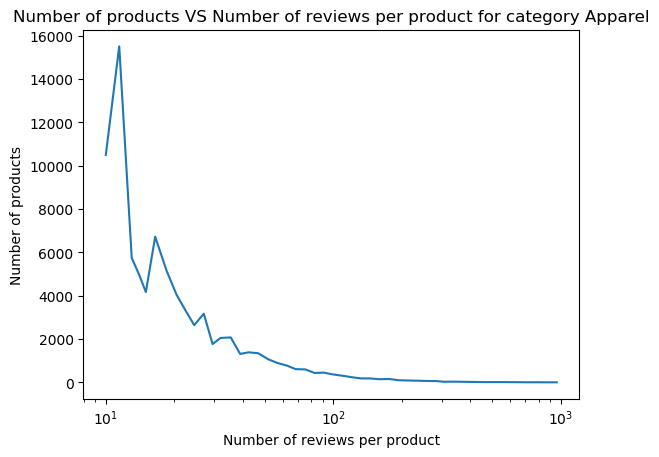 Number of products VS Number of reviews per product for category Apparel
16000
14000
12000
10000
8000
6000
4000
2000
0
Number of products
10¹ 10² 10³
Number of reviews per product